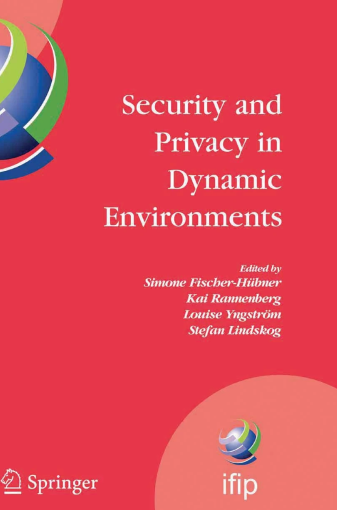 Security and
Privacy in
Dynamic
Environments
Edited by
Simone Fischer-Hübner
Kai Rannenberg
Louise Yngström
Stefan Lindskog
Springer
ifip